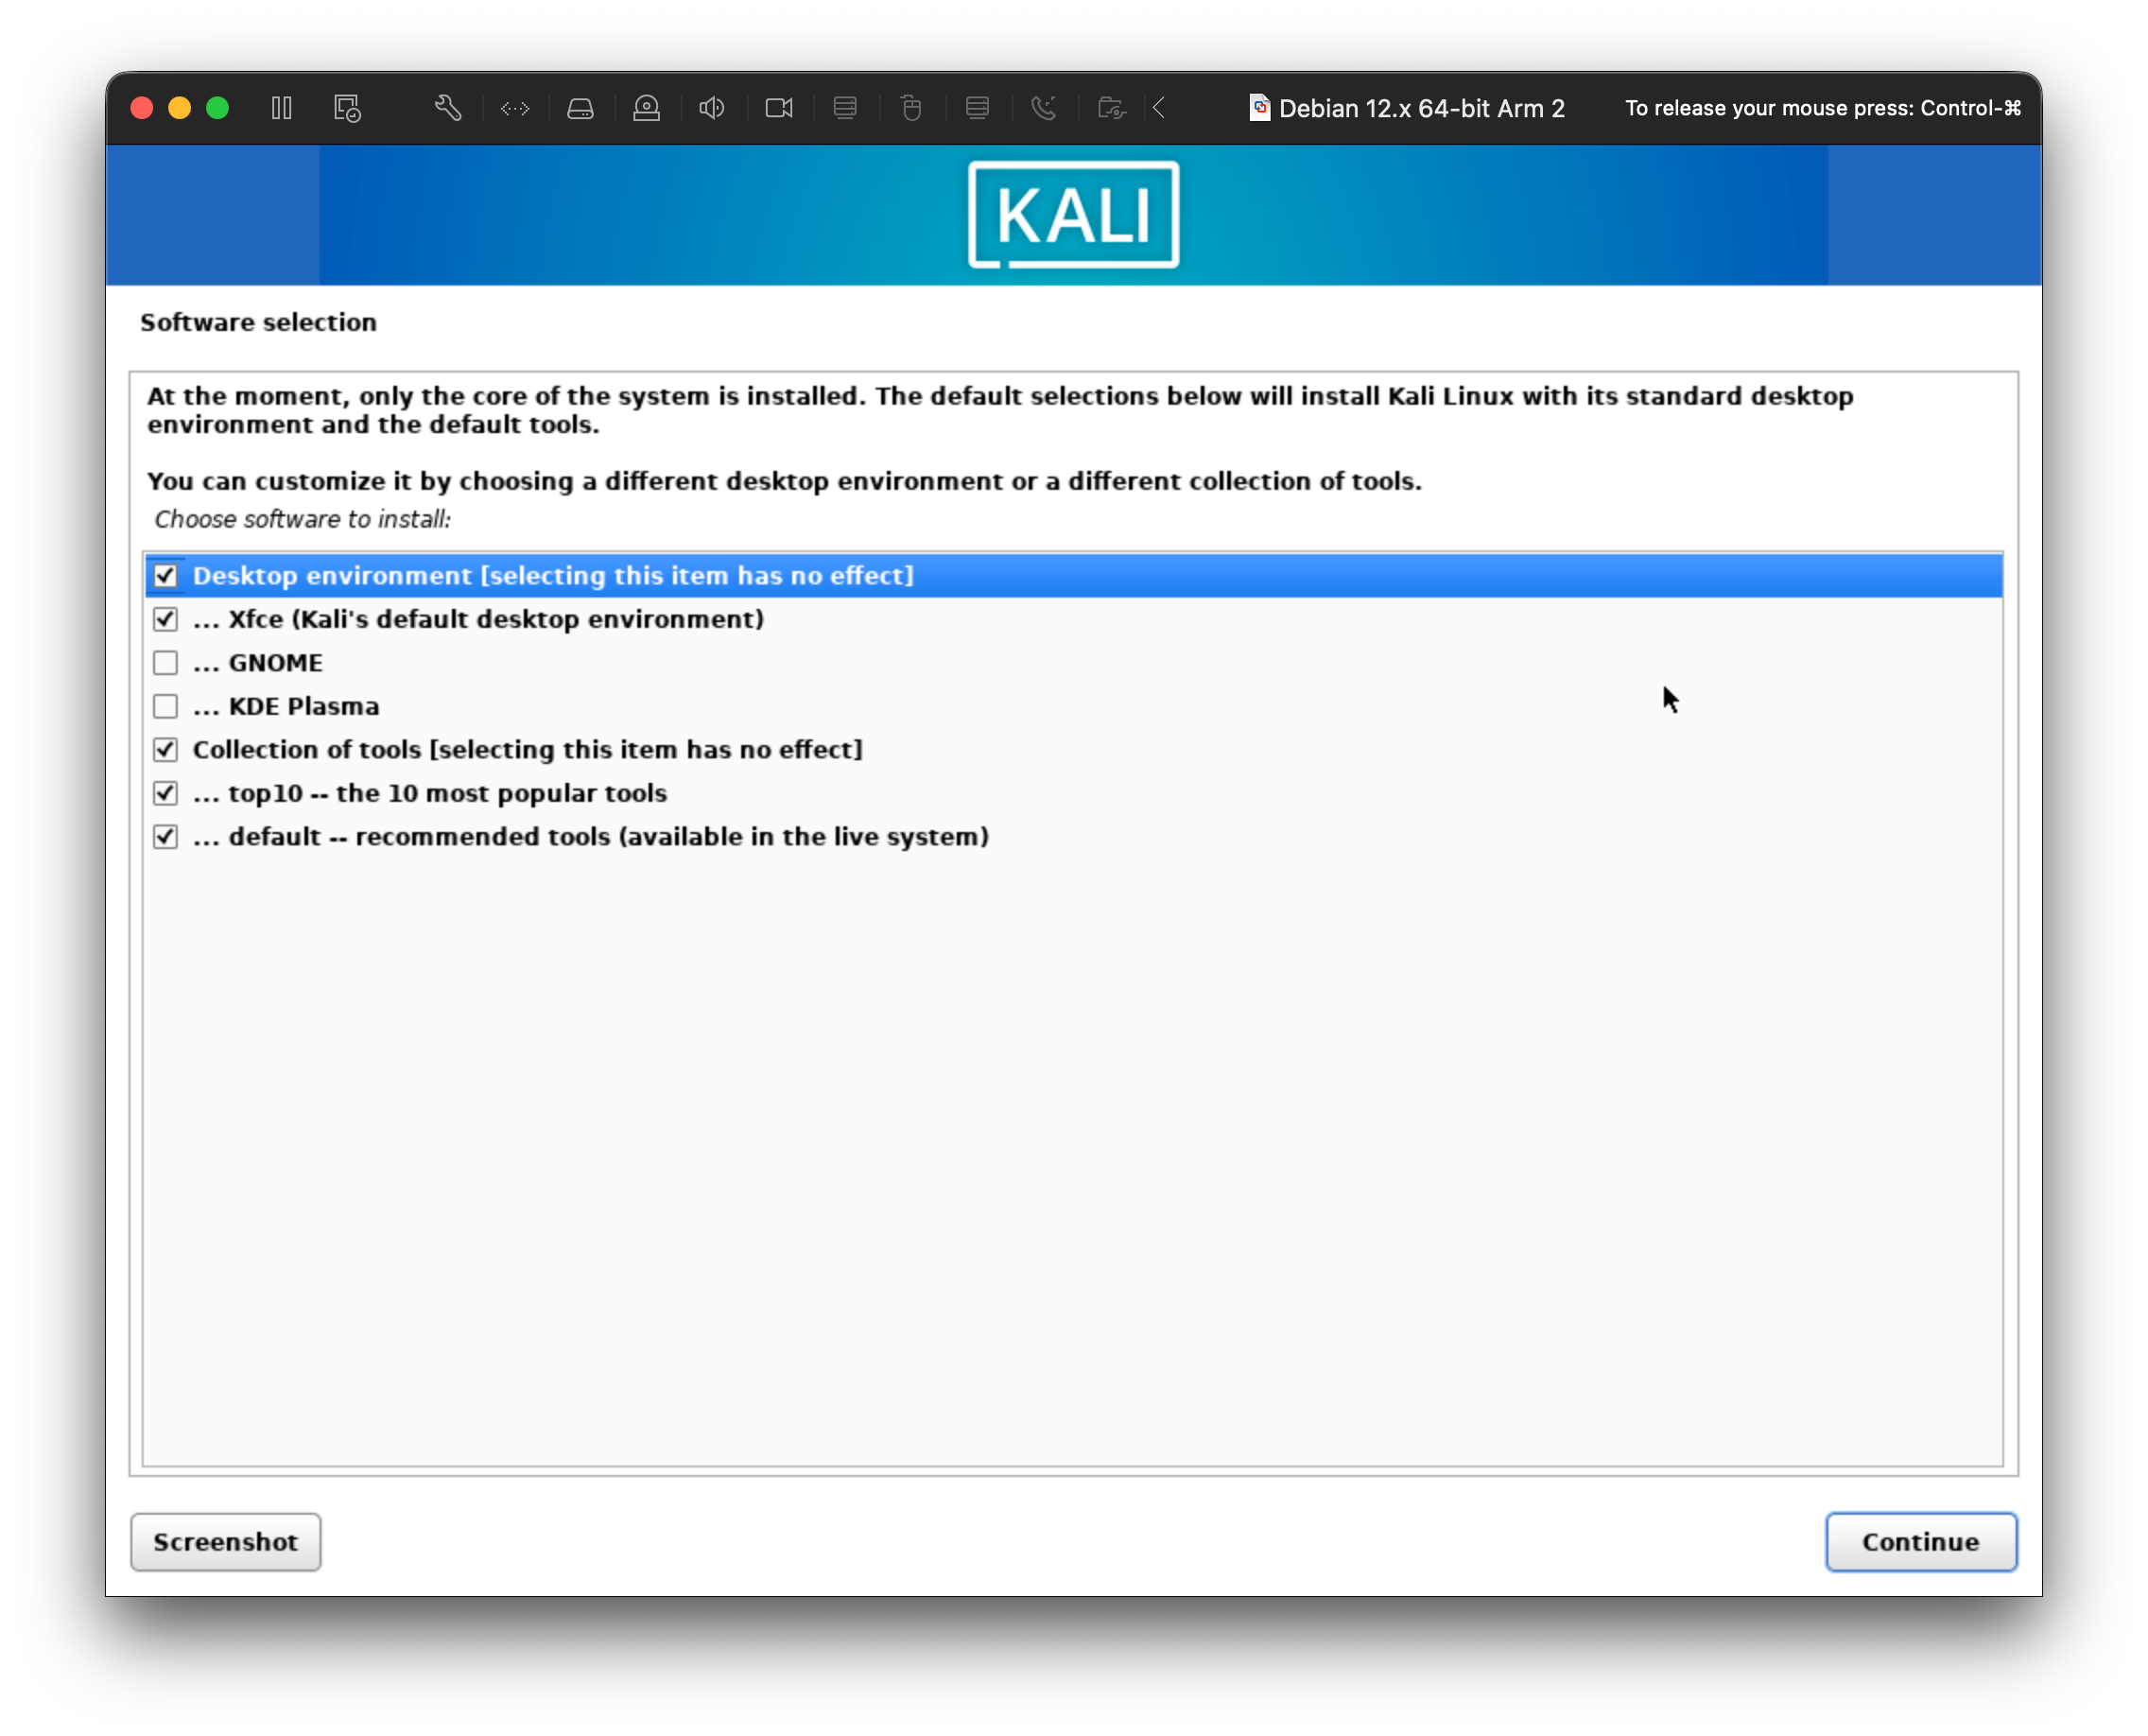 Debian 12.x 64-bit Arm 2 To release your mouse press: Control-⌘
KALI
Software selection
At the moment, only the core of the system is installed. The default selections below will install Kali Linux with its standard desktop
environment and the default tools.
You can customize it by choosing a different desktop environment or a different collection of tools.
Choose software to install:
Desktop environment [selecting this item has no effect]
... Xfce (Kali's default desktop environment)
... GNOME
... KDE Plasma
Collection of tools [selecting this item has no effect]
... top10 -- the 10 most popular tools
... default -- recommended tools (available in the live system)
Screenshot Continue